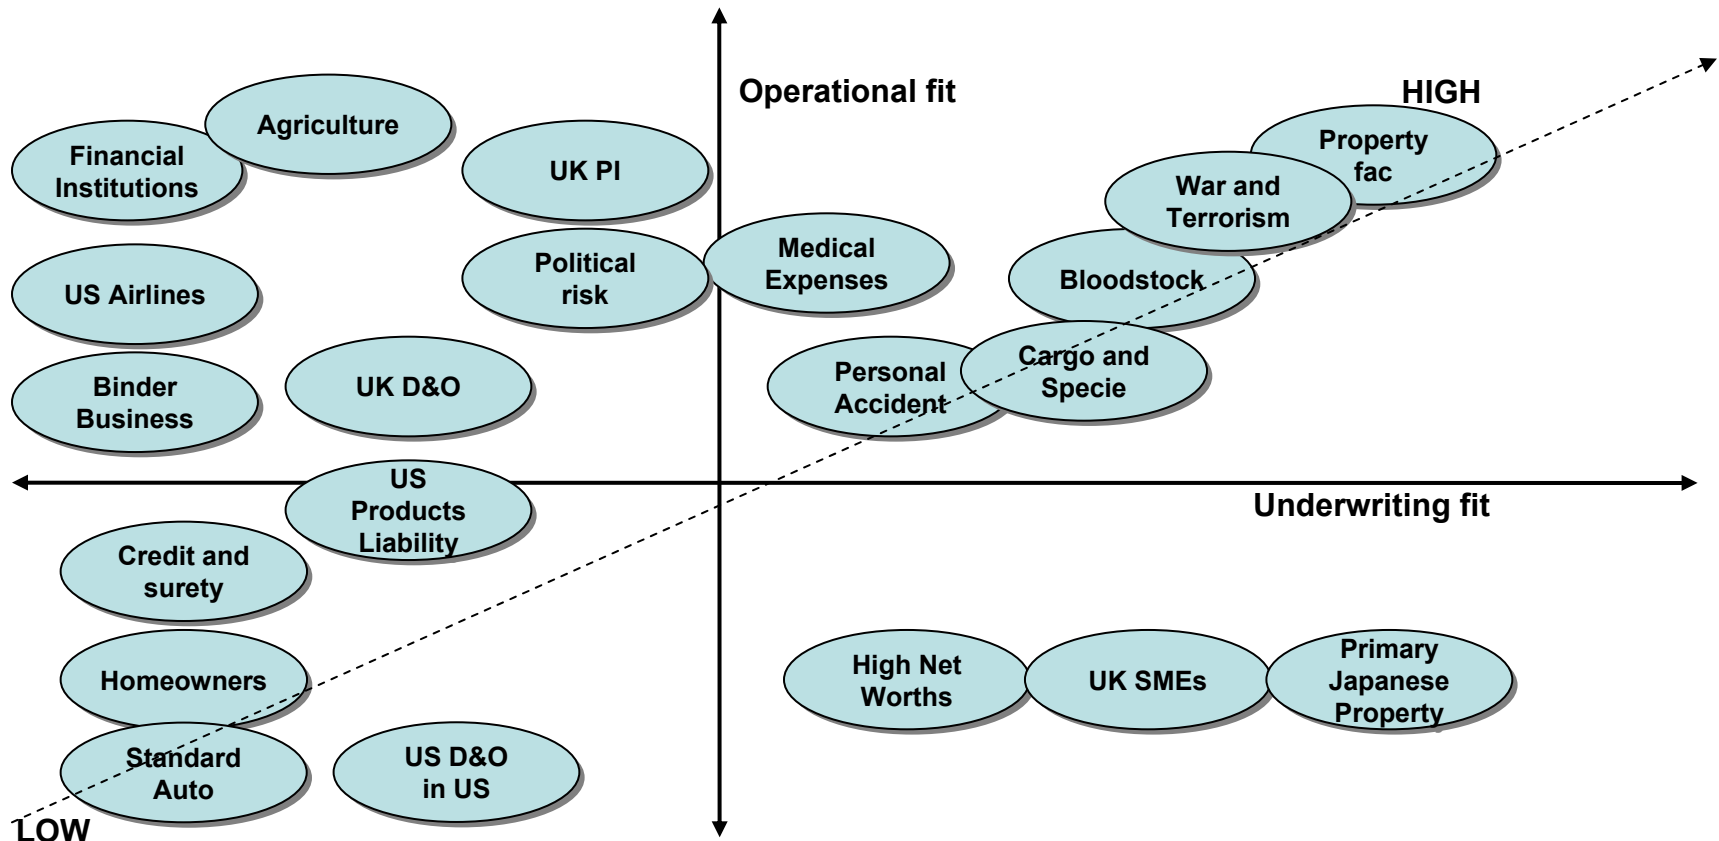 Operational fit
HIGH
Agriculture
Property
fac
Financial
Institutions
UK PI
War and
Terrorism
Political
risk
Medical
Expenses
Bloodstock
US Airlines
Binder
Business
UK D&O
Personal
Accident
Cargo and
Specie
US
Products
Liability
Underwriting fit
Credit and
surety
Homeowners
High Net
Worths
UK SMEs
Primary
Japanese
Property
Standard
Auto
US D&O
in US
LOW